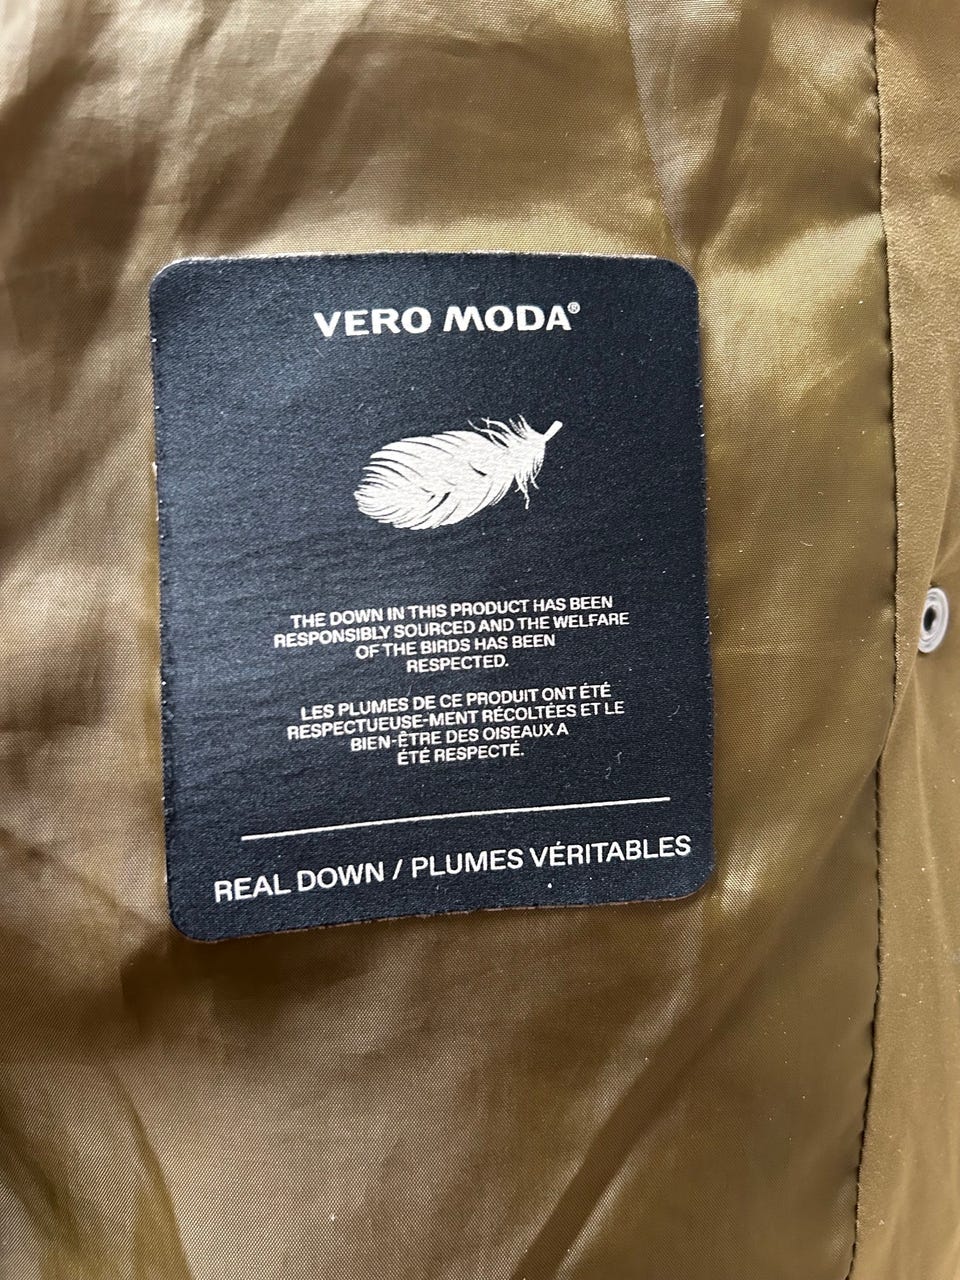 VERO MODA®
THE DOWN IN THIS PRODUCT HAS BEEN
RESPONSIBLY SOURCED AND THE WELFARE
OF THE BIRDS HAS BEEN
RESPECTED.
LES PLUMES DE CE PRODUIT ONT ÉTÉ
RESPECTUEUSE-MENT RÉCOLTÉES ET LE
BIEN-ÊTRE DES OISEAUX A
ÉTÉ RESPECTÉ.
REAL DOWN / PLUMES VÉRITABLES